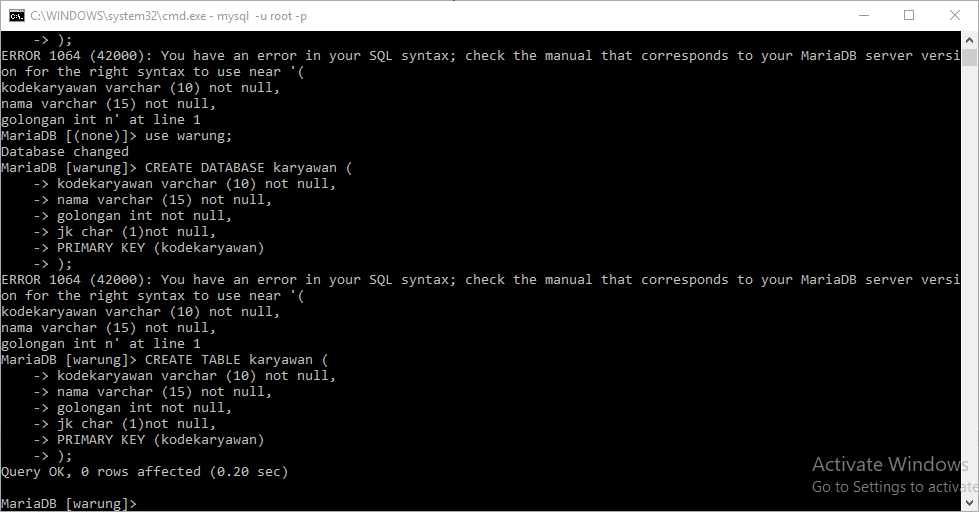 C:\WINDOWS\system32\cmd.exe - mysql -u root -p
-> );
ERROR 1064 (42000): You have an error in your SQL syntax; check the manual that corresponds to your MariaDB server versi
on for the right syntax to use near '(
kodekaryawan varchar (10) not null,
nama varchar (15) not null,
golongan int n' at line 1
MariaDB [(none)]> use warung;
Database changed
MariaDB [warung]> CREATE DATABASE karyawan (
-> kodekaryawan varchar (10) not null,
-> nama varchar (15) not null,
-> golongan int not null,
-> jk char (1)not null,
-> PRIMARY KEY (kodekaryawan)
-> );
ERROR 1064 (42000): You have an error in your SQL syntax; check the manual that corresponds to your MariaDB server versi
on for the right syntax to use near '(
kodekaryawan varchar (10) not null,
nama varchar (15) not null,
golongan int n' at line 1
MariaDB [warung]> CREATE TABLE karyawan (
-> kodekaryawan varchar (10) not null,
-> nama varchar (15) not null,
-> golongan int not null,
-> jk char (1)not null,
-> PRIMARY KEY (kodekaryawan)
-> );
Query OK, 0 rows affected (0.20 sec)
MariaDB [warung]>
Activate Windows
Go to Settings to activate